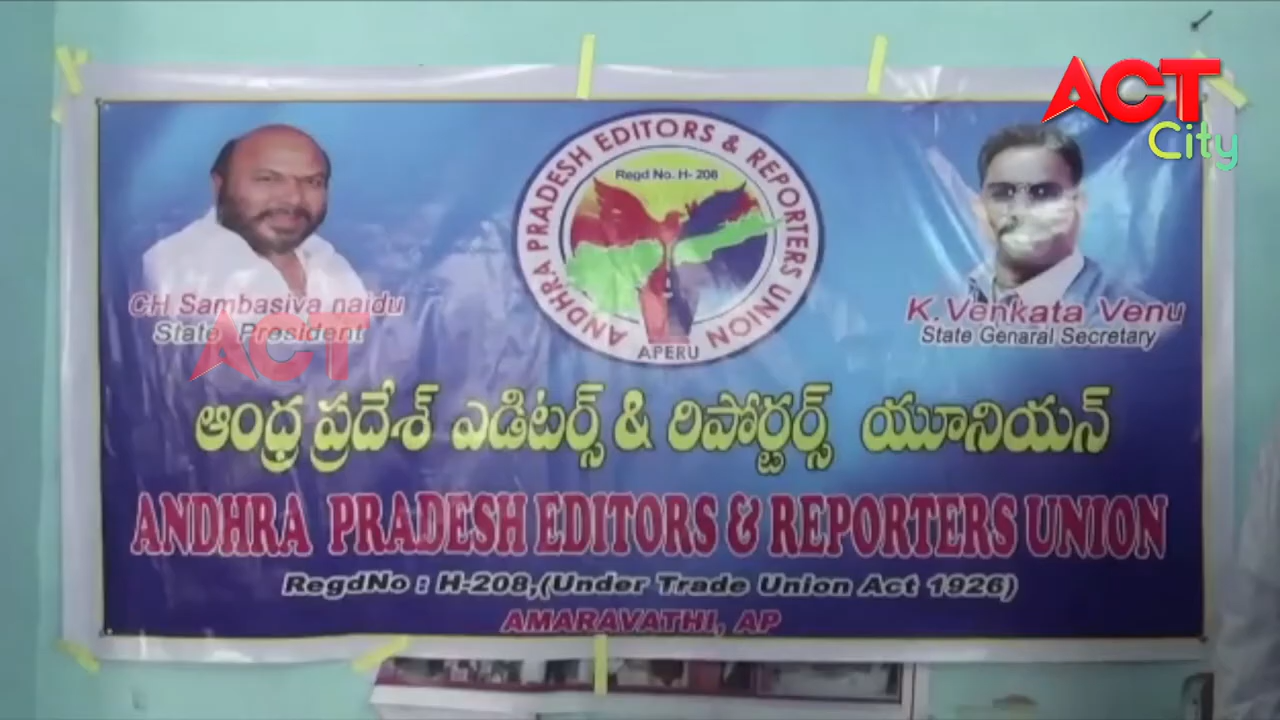 ACT
City
ANDHRA PRADESH EDITORS & REPORTERS UNION
Regd No. H- 208
APERU
CH Sambasiva naidu
State President
ACT
K.Venkata Venu
State Genaral Secretary
ఆంధ్ర ప్రదేశ్ ఎడిటర్స్ & రిపోర్టర్స్ యూనియన్
ANDHRA PRADESH EDITORS & REPORTERS UNION
RegdNo : H-208,(Under Trade Union Act 1926)
AMARAVATHI, AP